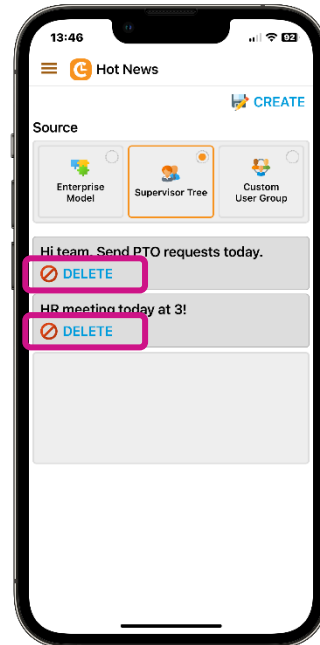 13:46
92
Hot News
CREATE
Source
Enterprise
Model
Supervisor Tree
Custom
User Group
Hi team. Send PTO requests today.
DELETE
HR meeting today at 3!
DELETE